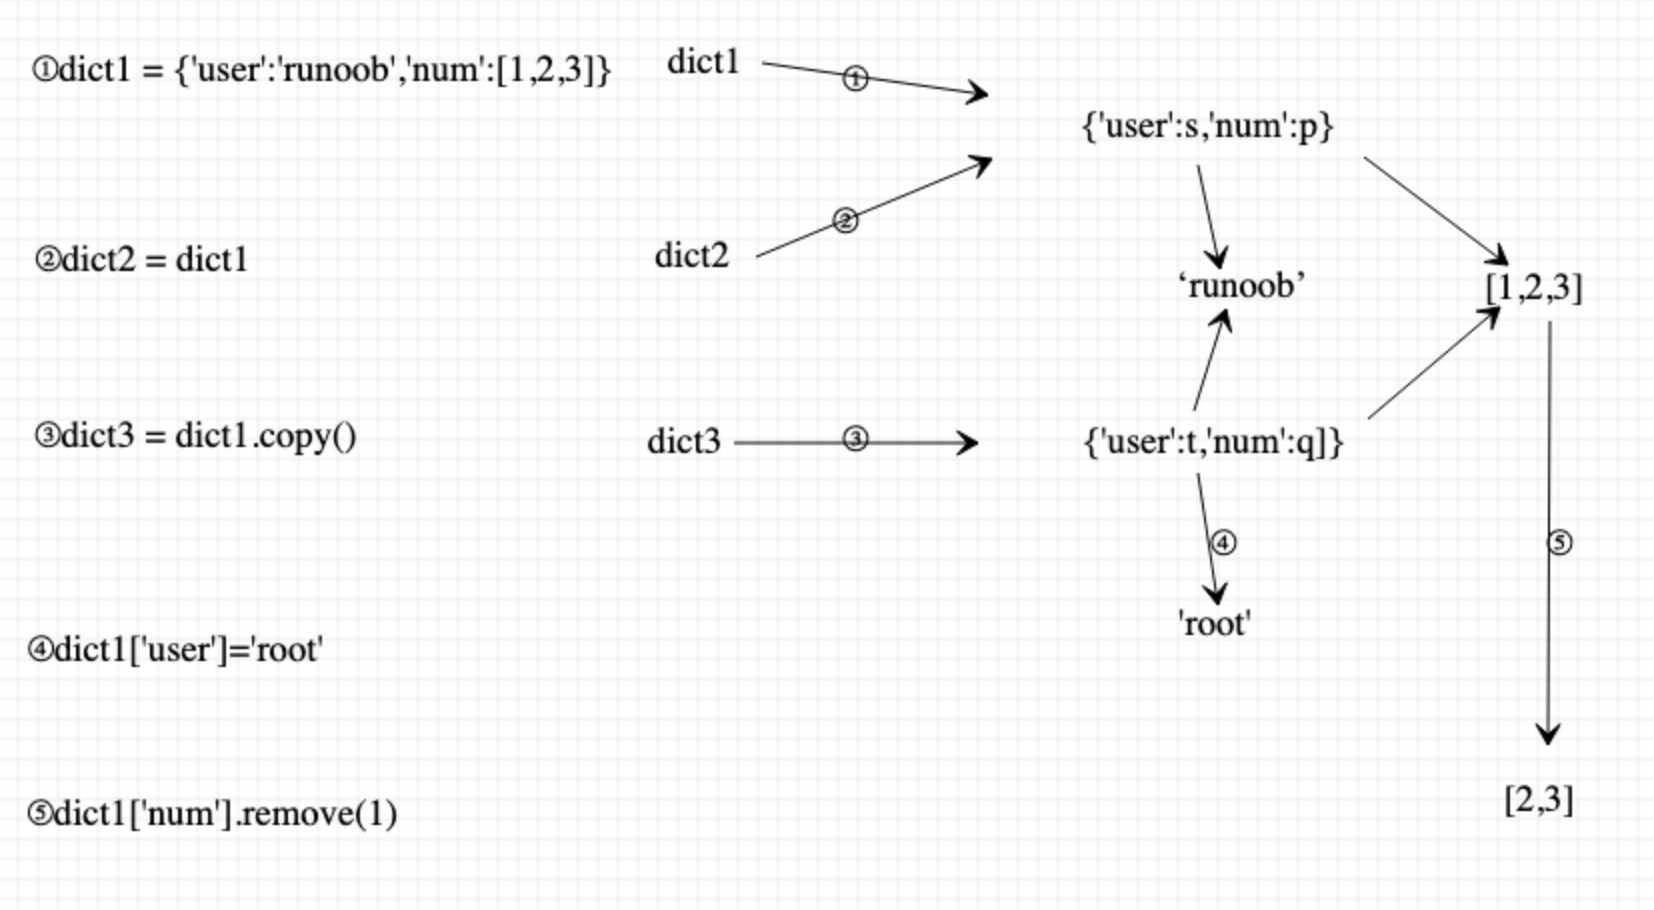 ①dict1 = {'user':'runoob','num':[1,2,3]}
dict1
①
{'user':s,'num':p}
②
②dict2 = dict1
dict2
‘runoob’
[1,2,3]
③dict3 = dict1.copy()
dict3
③
{'user':t,'num':q]}
④
⑤
'root'
④dict1['user']='root'
⑤dict1['num'].remove(1)
[2,3]